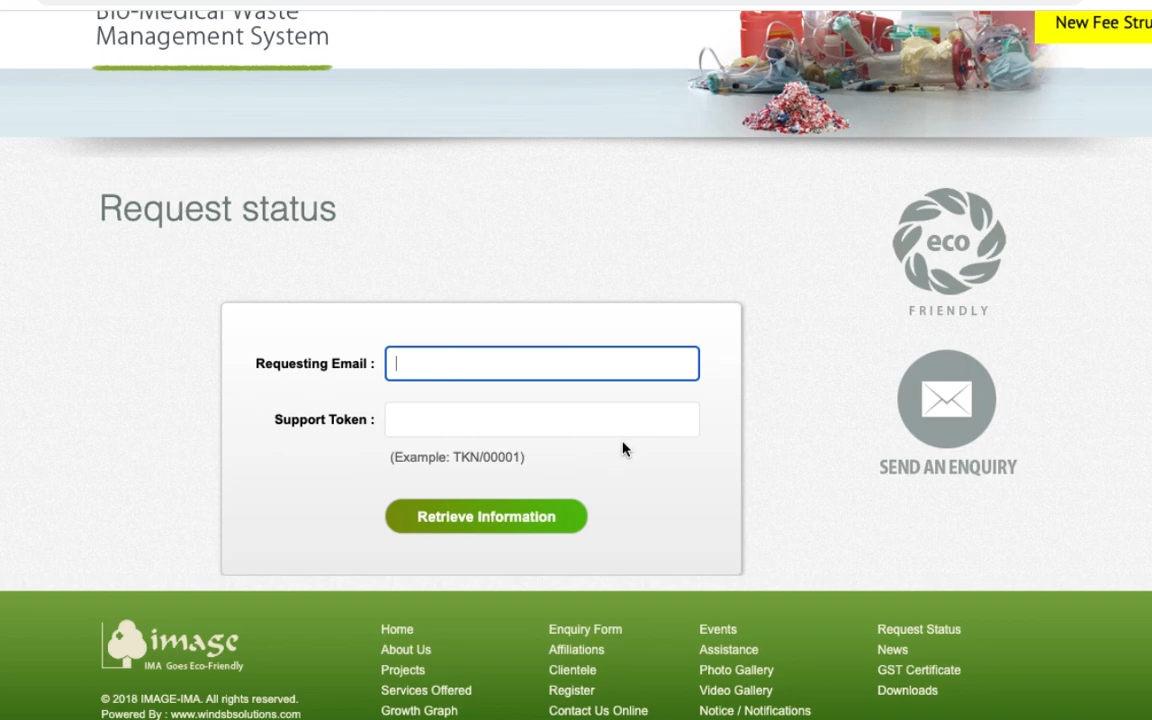 Bio-Medical Waste
Management System
New Fee Stru
Request status
eco
FRIENDLY
Requesting Email :
Support Token :
(Example: TKN/00001)
SEND AN ENQUIRY
Retrieve Information
image
IMA Goes Eco-Friendly
© 2018 IMAGE-IMA. All rights reserved.
Powered By : www.windsbsolutions.com
Home
About Us
Projects
Services Offered
Growth Graph
Enquiry Form
Affiliations
Clientele
Register
Contact Us Online
Events
Assistance
Photo Gallery
Video Gallery
Notice / Notifications
Request Status
News
GST Certificate
Downloads